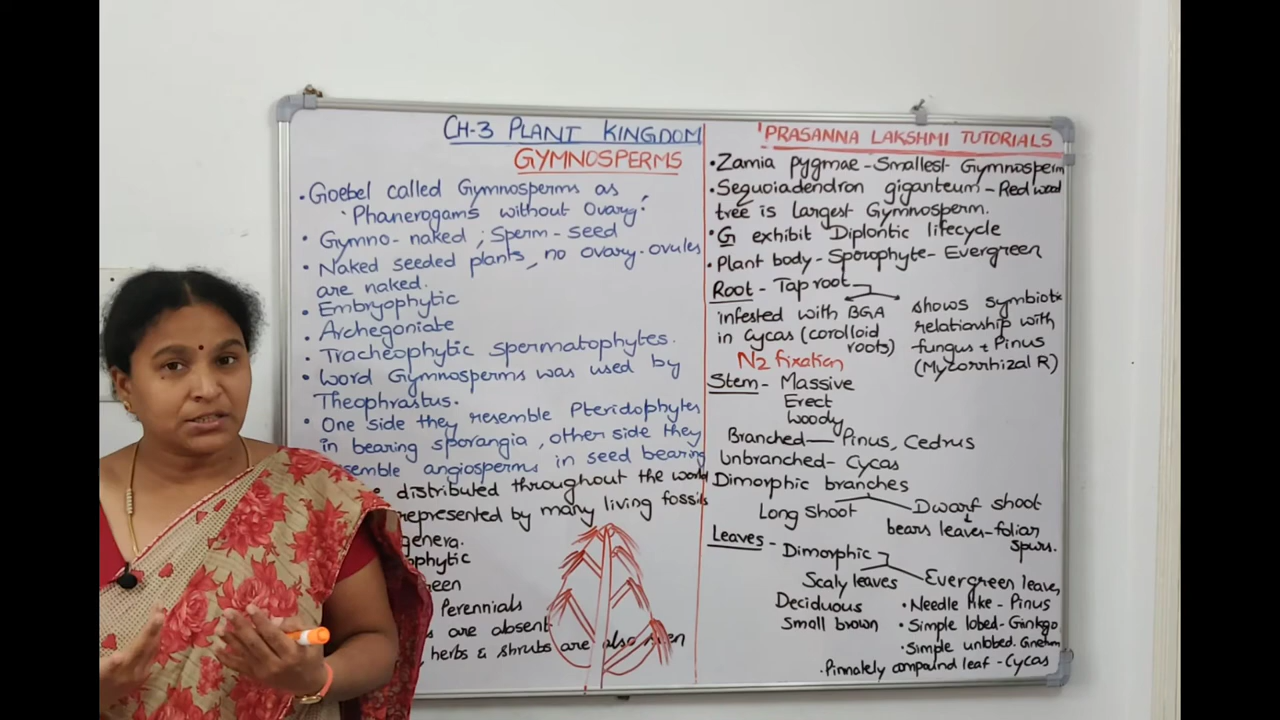 CH-3 PLANT KINGDOM
GYMNOSPERMS
• Goebel called Gymnosperms as
'Phanerogams without Ovary'.
• Gymno - naked ; Sperm - seed
• Naked seeded plants, no ovary - ovules
are naked.
• Embryophytic
• Archegoniate
• Tracheophytic spermatophytes.
• Word Gymnosperms was used by
Theophrastus.
• One side they resemble Pteridophytes
in bearing sporangia, other side they
esemble angiosperms in seed bearing
distributed throughout the world
represented by many living fossils
genera.
ophytic
een
Perennials
s are absent
, herbs & shrubs are also seen
'PRASANNA LAKSHMI TUTORIALS
• Zamia pygmae - Smallest Gymnosperm
• Sequoiadendron giganteum - Red wood
tree is largest Gymnosperm.
• G exhibit Diplontic lifecycle
• Plant body - Sporophyte - Evergreen
Root - Tap root
infested with BGA
in Cycas (corolloid
roots)
N2 fixation
shows symbiotic
relationship with
fungus + Pinus
(Mycorrhizal R)
Stem - Massive
Erect
Woody
Branched - Pinus, Cedrus
Unbranched - Cycas
Dimorphic branches
Long Shoot
Dwarf shoot
bears leaves - foliar
spurs.
Leaves - Dimorphic
Scaly leaves
Deciduous
Small brown
Evergreen leaves
• Needle like - Pinus
• Simple lobed - Ginkgo
• Simple unlobed - Gnetum
• Pinnately compound leaf - Cycas